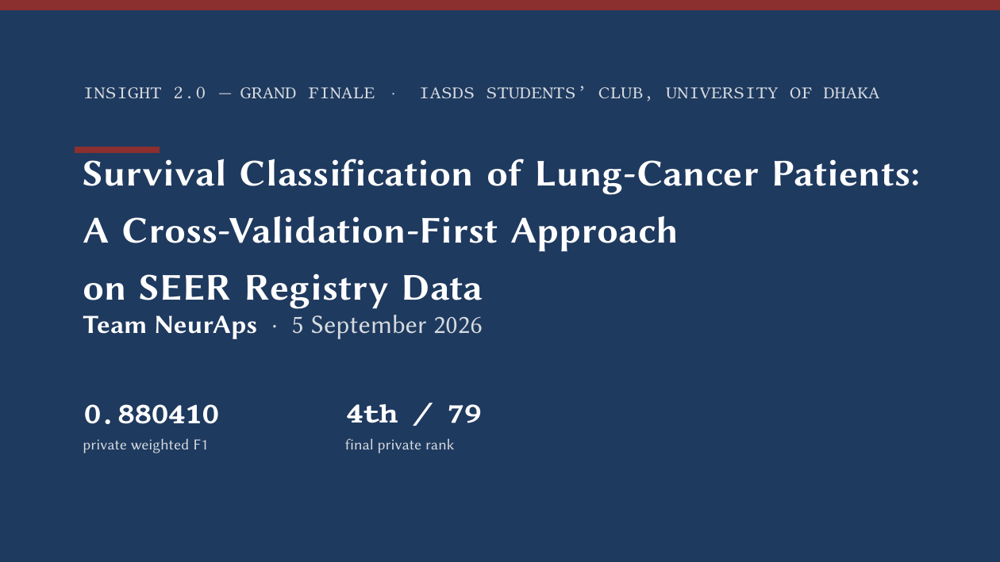 INSIGHT 2.0 — GRAND FINALE · IASDS STUDENTS’ CLUB, UNIVERSITY OF DHAKA
Survival Classification of Lung-Cancer Patients:
A Cross-Validation-First Approach
on SEER Registry Data
Team NeurAps · 5 September 2026
0.880410 4th / 79
private weighted F1 final private rank